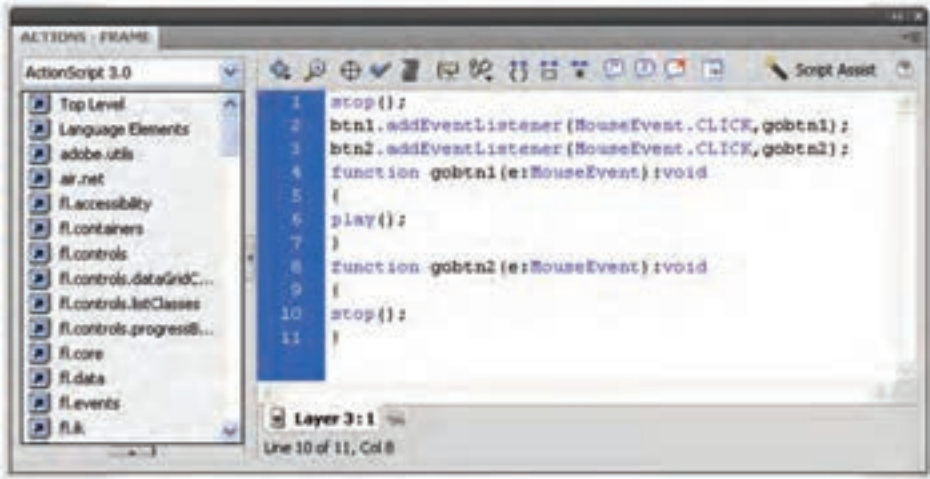 ACTIONS - FRAME
ActionScript 3.0
Script Assist
Top Level
Language Elements
adobe.utils
air.net
fl.accessibility
fl.containers
fl.controls
fl.controls.dataGridC...
fl.controls.listClasses
fl.controls.progressB...
fl.core
fl.data
fl.events
fl.ik
1 stop();
2 btn1.addEventListener(MouseEvent.CLICK,gobtn1);
3 btn2.addEventListener(MouseEvent.CLICK,gobtn2);
4 function gobtn1(e:MouseEvent):void
5 {
6 play();
7 }
8 function gobtn2(e:MouseEvent):void
9 {
10 stop();
11 }
Layer 3:1
Line 10 of 11, Col 8